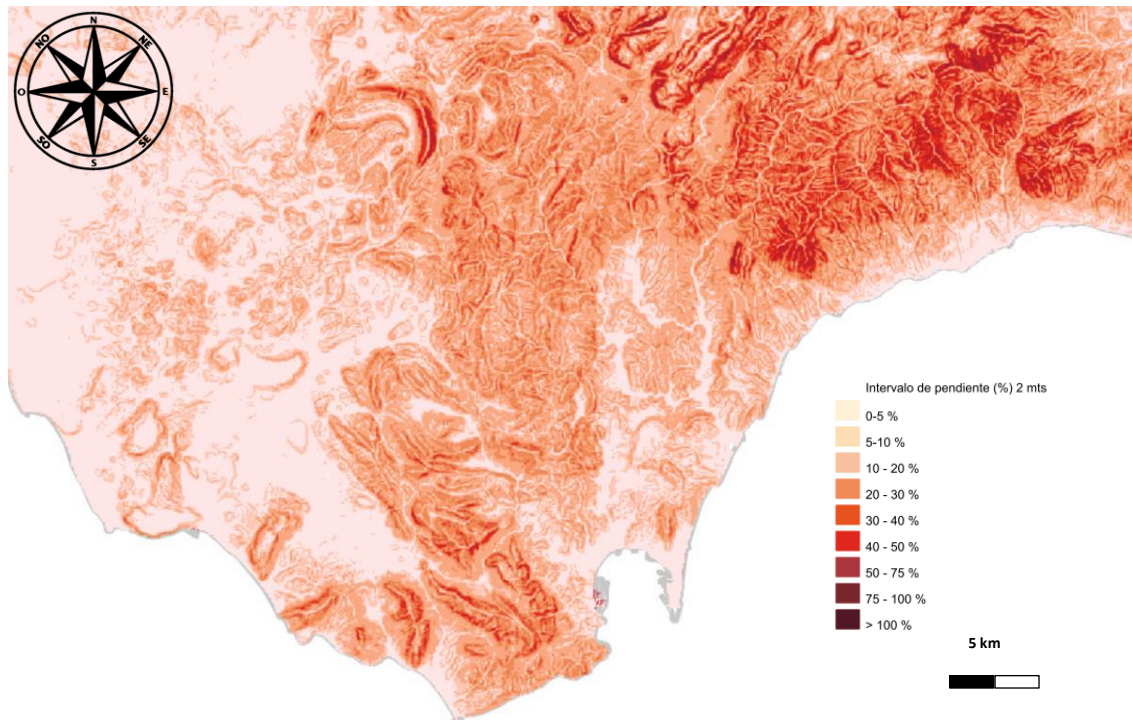 N
NO
NE
O
E
SO
SE
S
Intervalo de pendiente (%) 2 mts
0-5 %
5-10 %
10 - 20 %
20 - 30 %
30 - 40 %
40 - 50 %
50 - 75 %
75 - 100 %
> 100 %
5 km